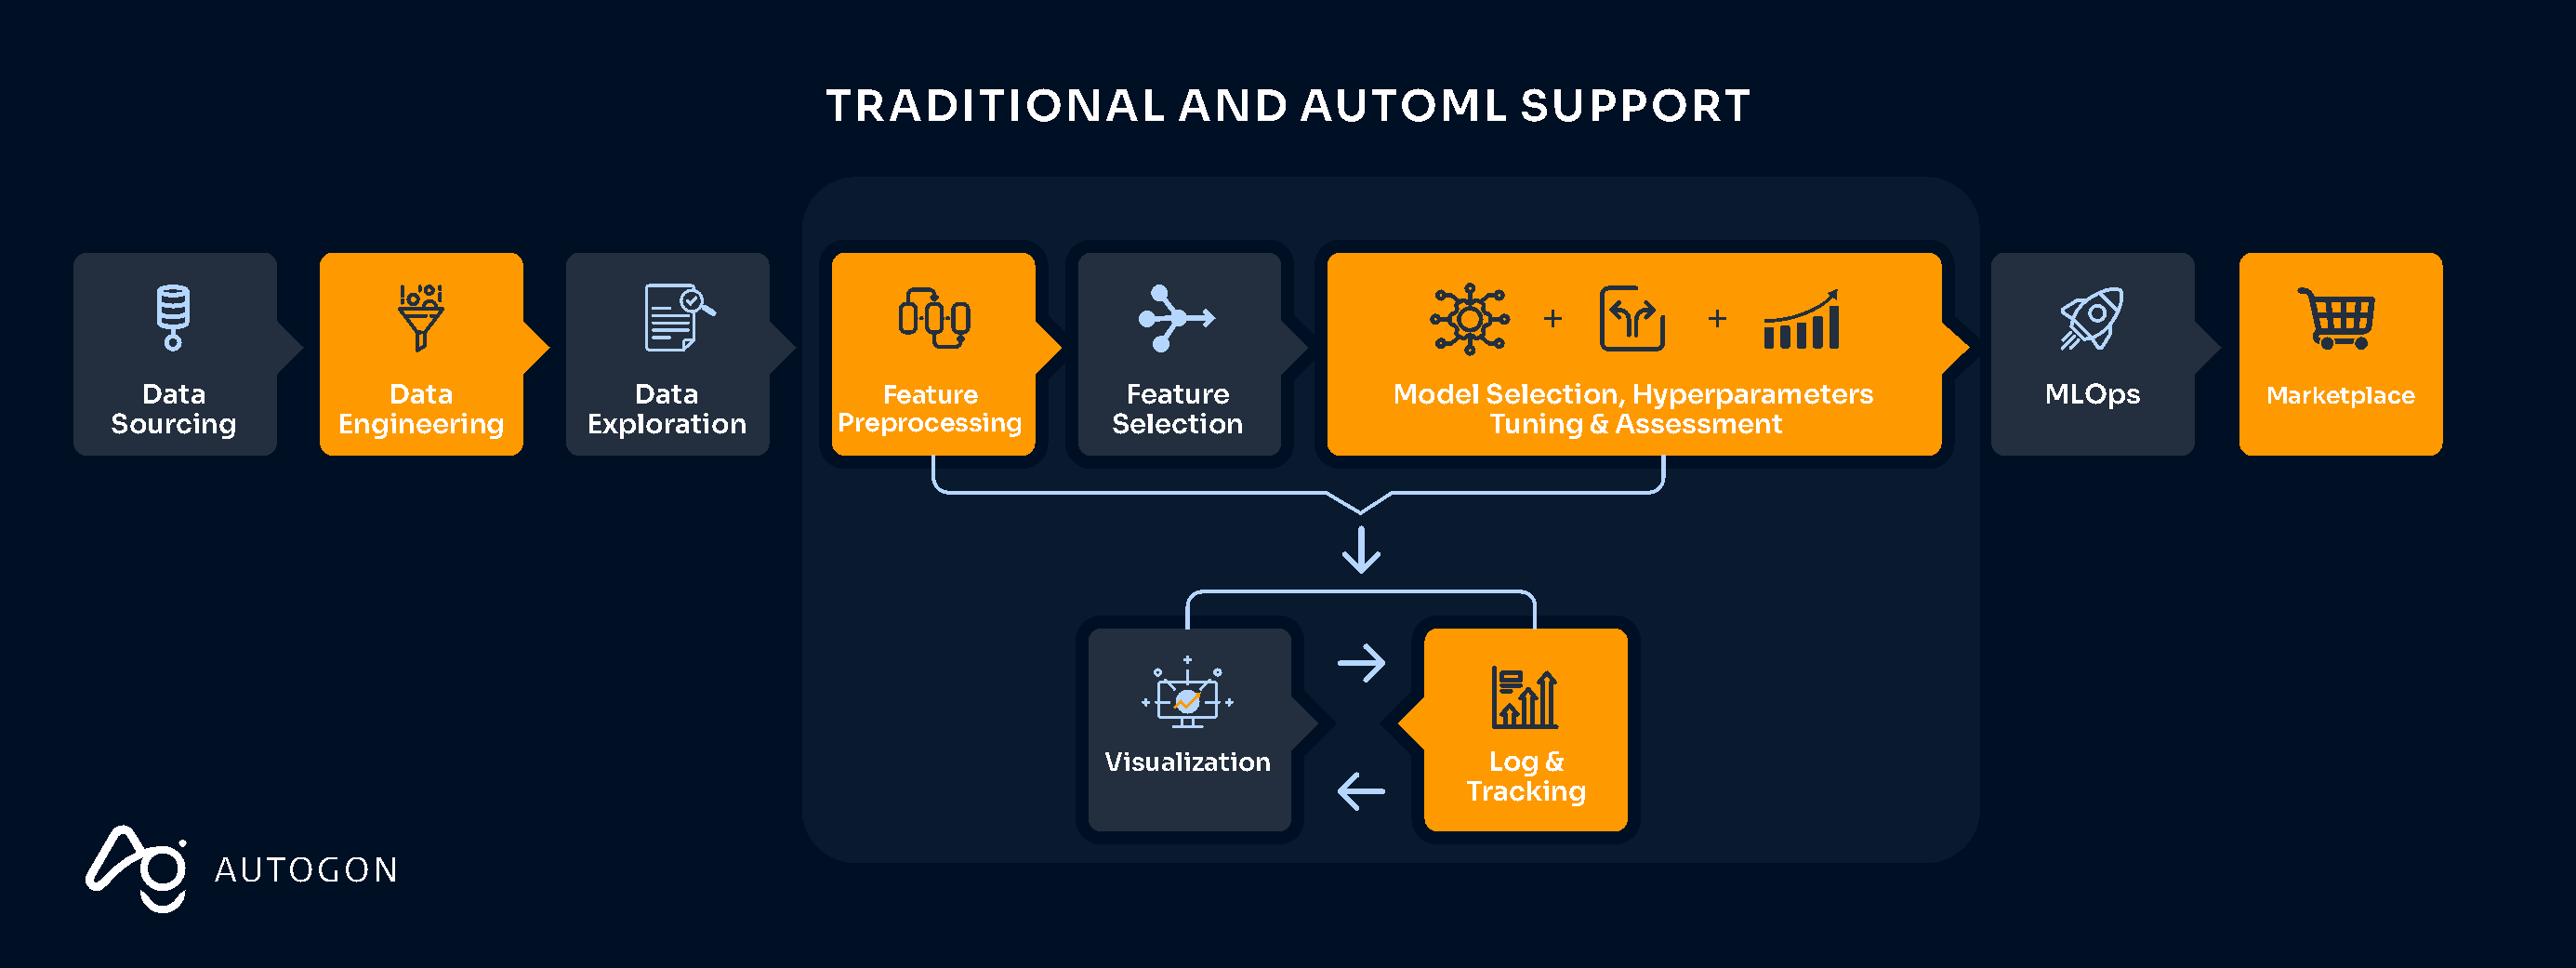 TRADITIONAL AND AUTOML SUPPORT
Data
Sourcing
Data
Engineering
Data
Exploration
Feature
Preprocessing
Feature
Selection
+ +
Model Selection, Hyperparameters
Tuning & Assessment
MLOps
Marketplace
Visualization
Log &
Tracking
AUTOGON